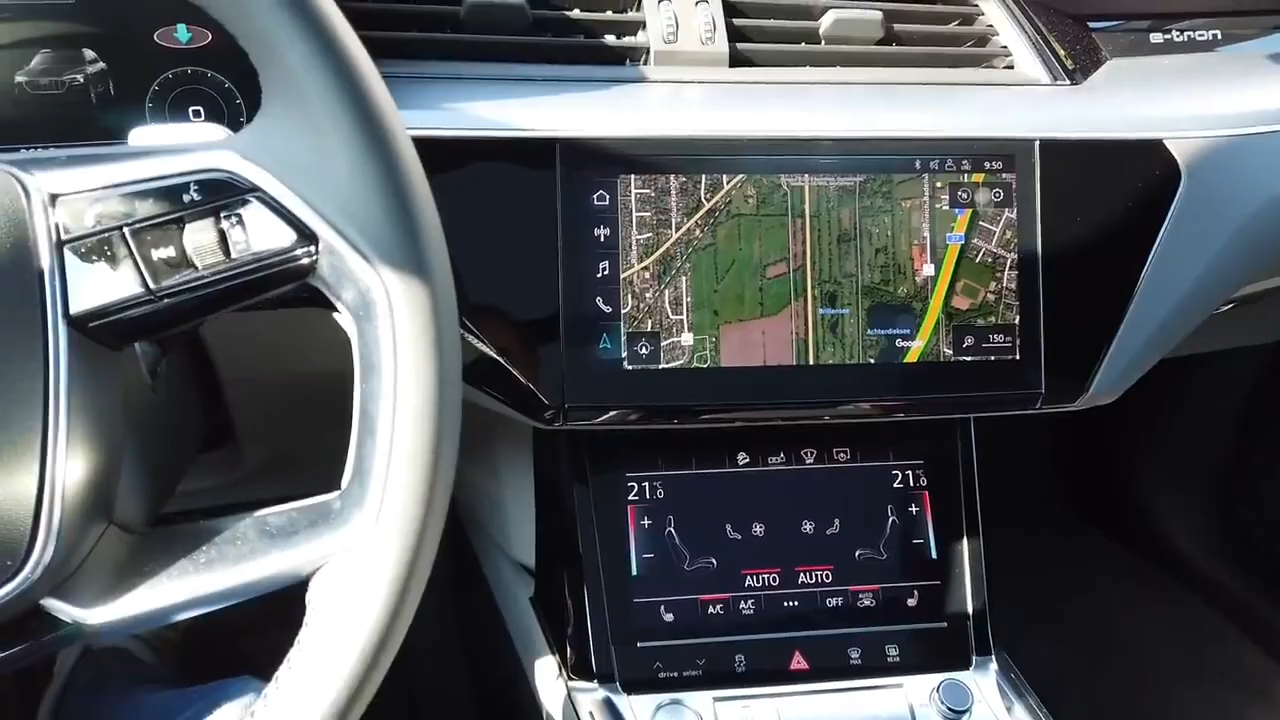 e-tron
9:50
N
27
Brillensee
Achterdieksee
Google
150 m
21.0 °C
21.0 °C
+
+
−
−
AUTO
AUTO
A/C
A/C MAX
•••
OFF
AUTO
drive select
OFF
MAX
REAR